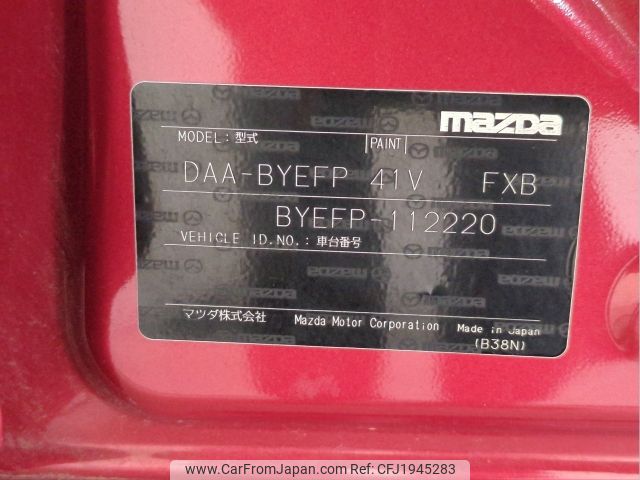 mazda
MODEL: 型式 PAINT
DAA-BYEFP 41V FXB
BYEFP-112220
VEHICLE ID.NO.: 車台番号
マツダ株式会社 Mazda Motor Corporation Made in Japan
(B38N)
www.CarFromJapan.com | Ref No: CFJ1945283